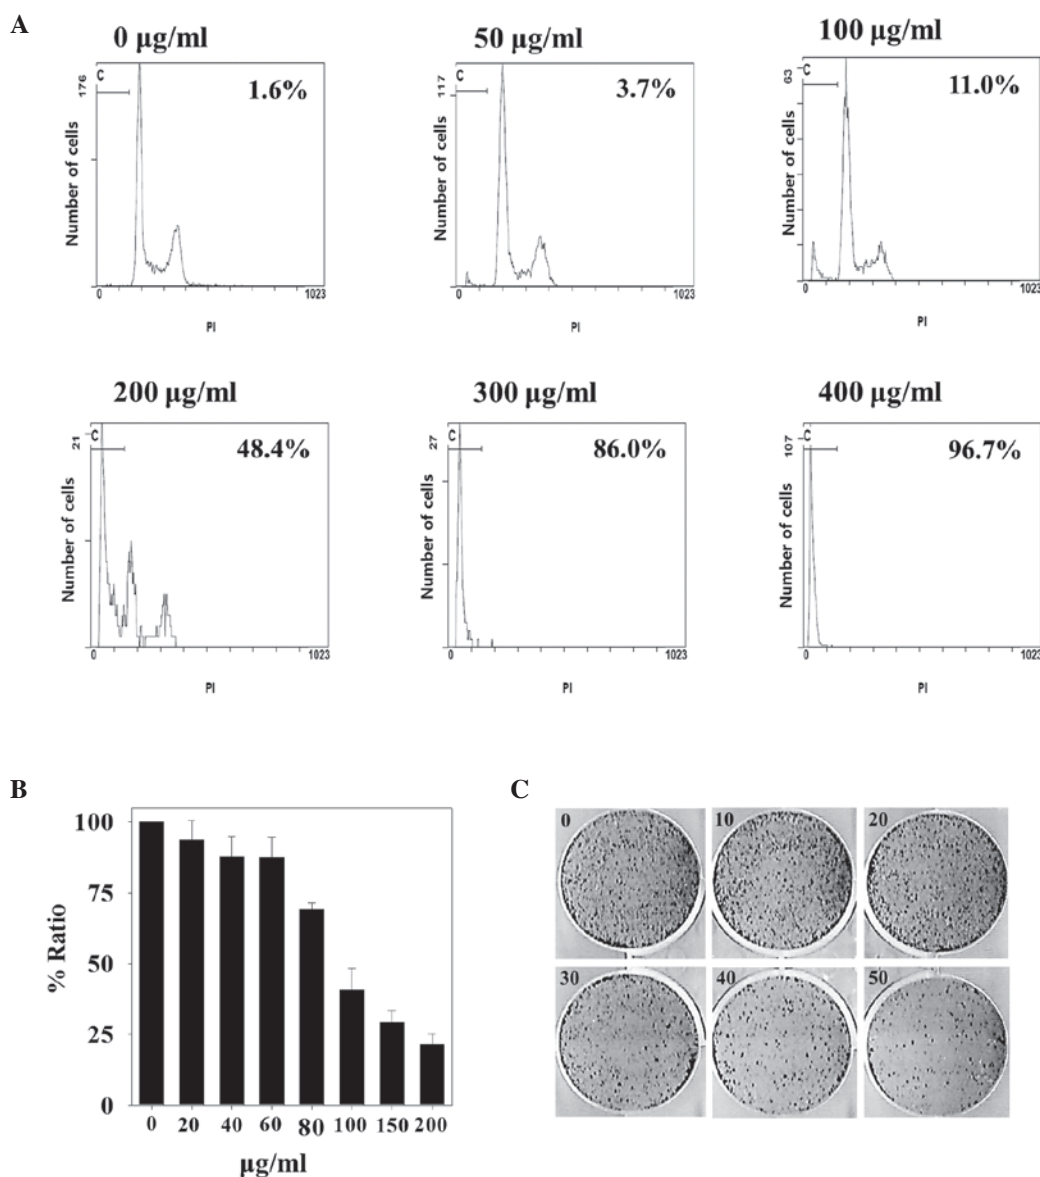 A
0 µg/ml
176
C
1.6%
Number of cells
0
1023
PI
50 µg/ml
117
C
3.7%
Number of cells
0
1023
PI
100 µg/ml
63
C
11.0%
Number of cells
0
1023
PI
200 µg/ml
21
C
48.4%
Number of cells
0
1023
PI
300 µg/ml
27
C
86.0%
Number of cells
0
1023
PI
400 µg/ml
107
C
96.7%
Number of cells
0
1023
PI
B
% Ratio
100
75
50
25
0
0 20 40 60 80 100 150 200
µg/ml
C
0 10 20
30 40 50